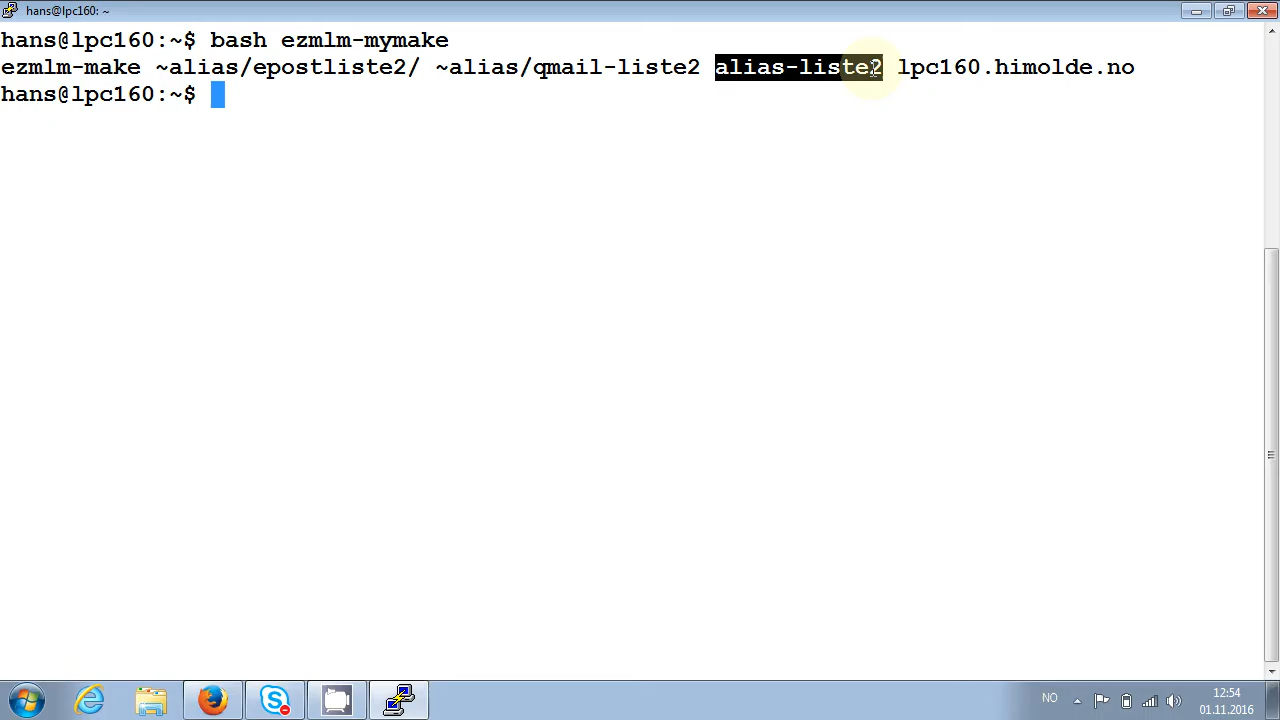 hans@lpc160: ~
hans@lpc160:~$ bash ezmlm-mymake
ezmlm-make ~alias/epostliste2/ ~alias/qmail-liste2 alias-liste2 lpc160.himolde.no
hans@lpc160:~$
NO
12:54
01.11.2016